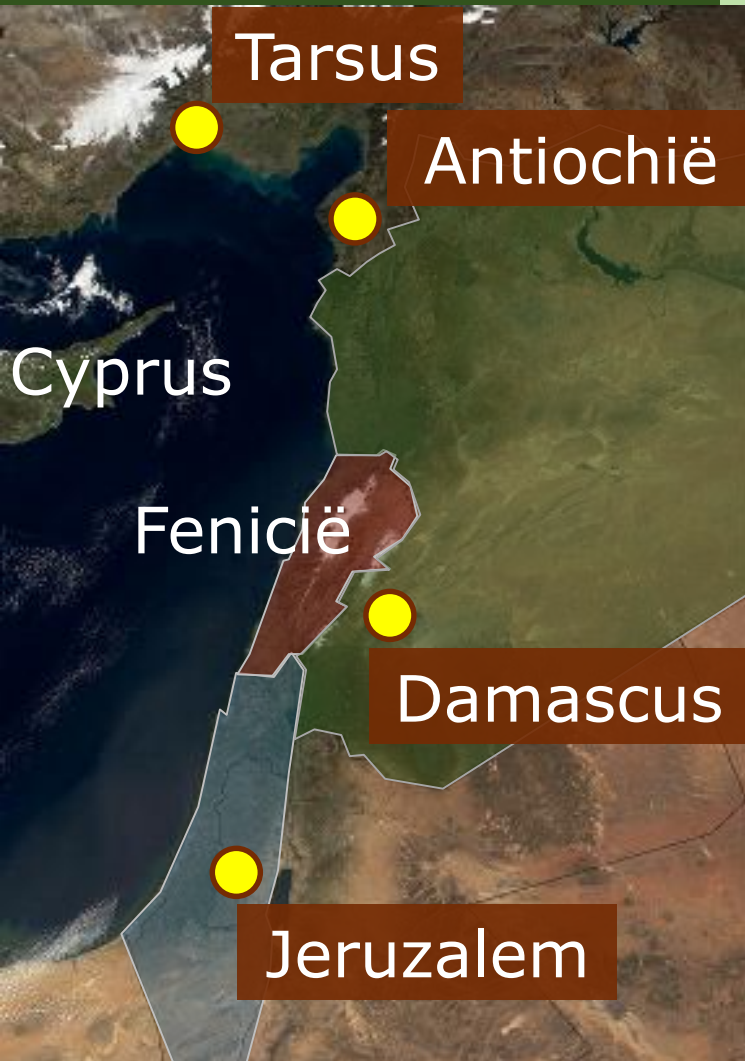 Tarsus
Antiochië
Cyprus
Fenicië
Damascus
Jeruzalem